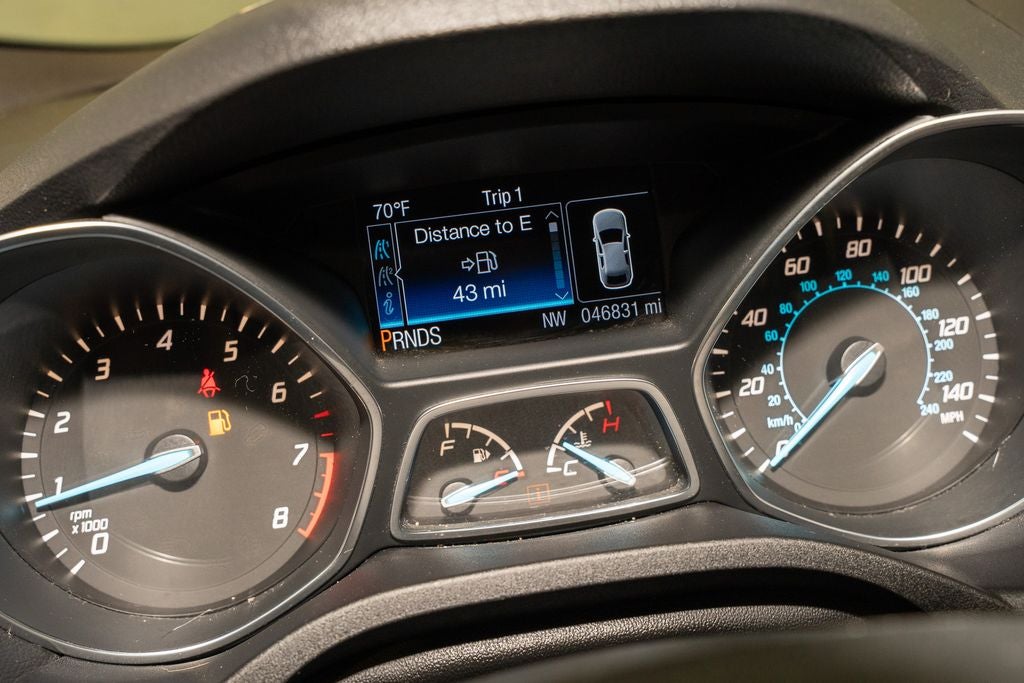 70°F Trip 1
Distance to E
43 mi
NW 046831 mi
PRNDS
0 1 2 3 4 5 6 7 8
rpm
x 1000
F
H
C
20 40 60 80 100 120 140
MPH
0 20 40 60 80 100 120 140 160 180 200 220 240
km/h